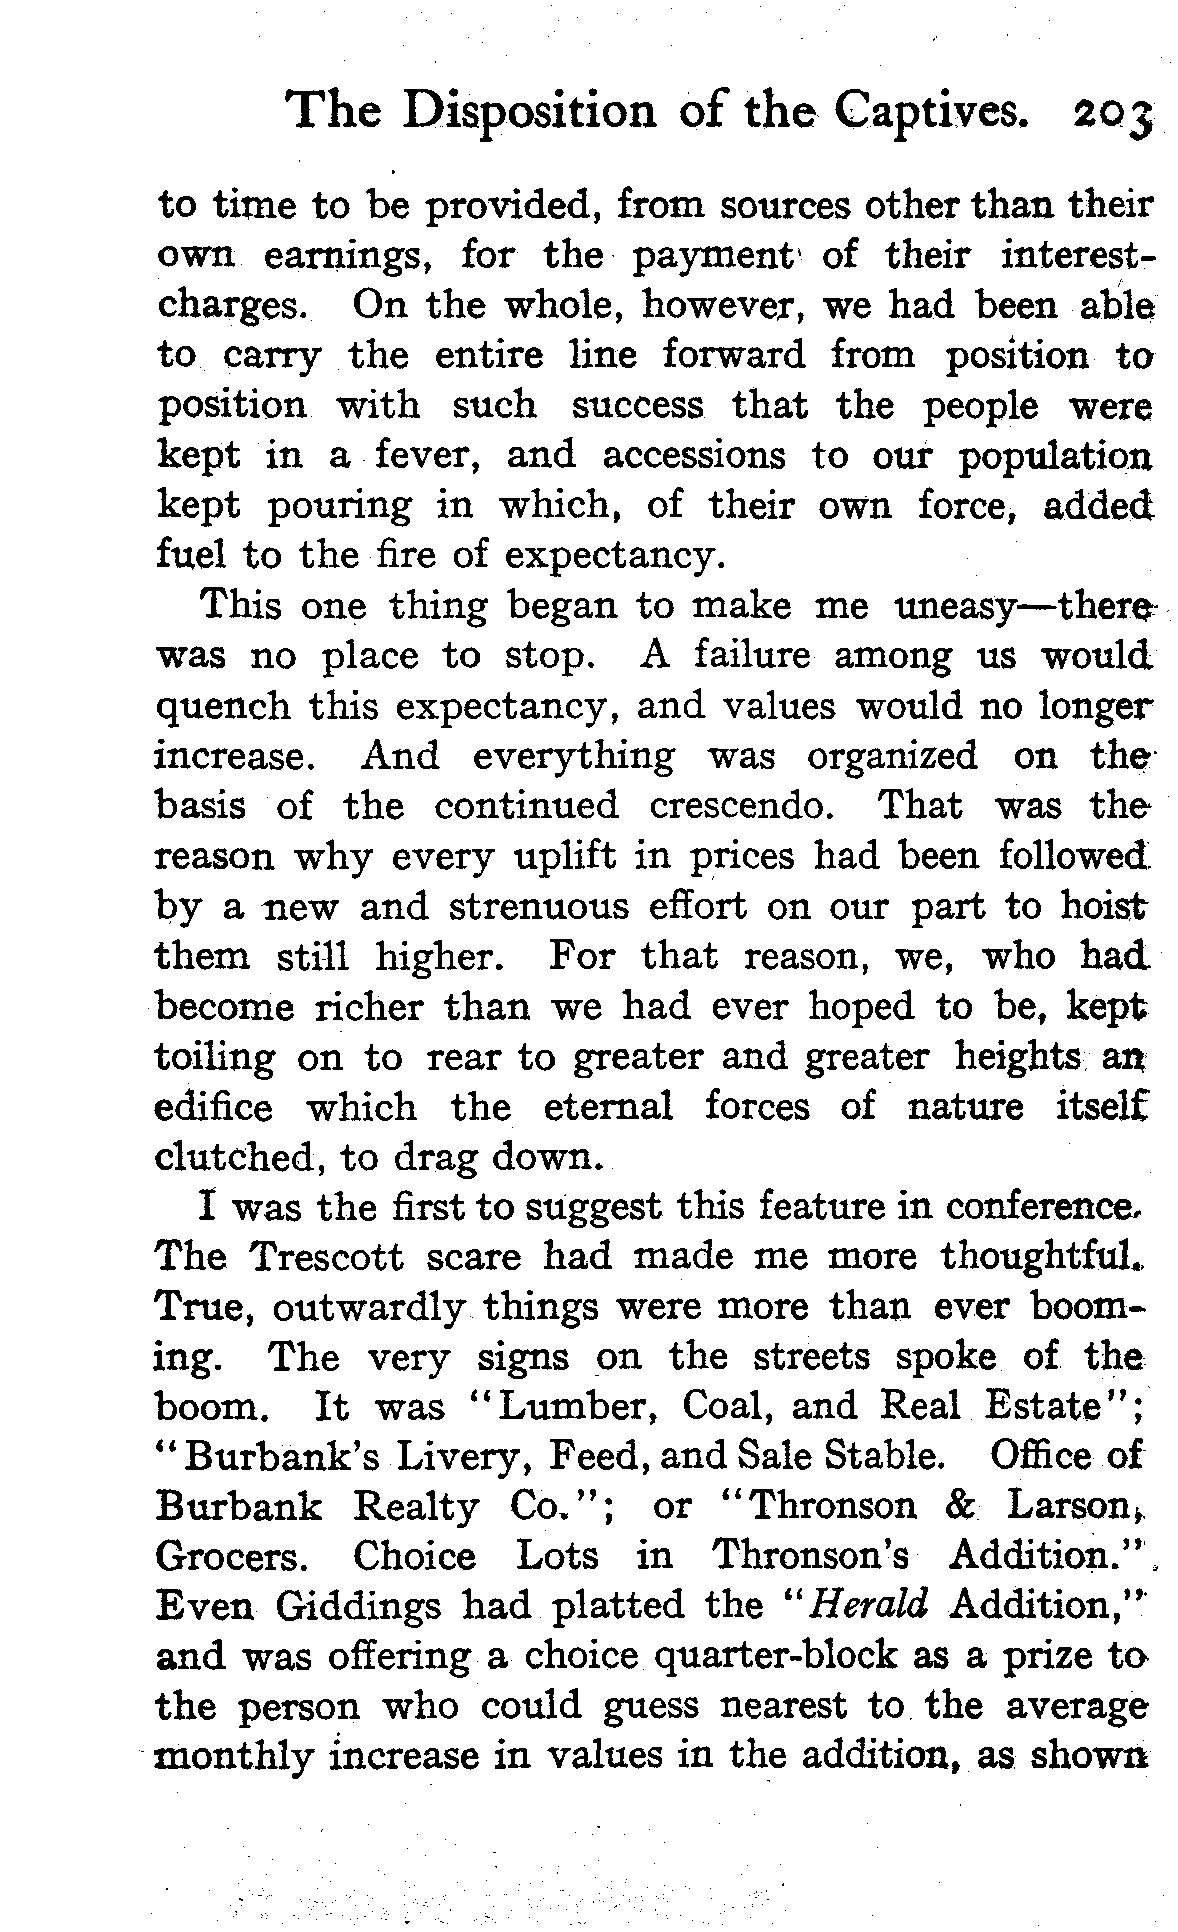 The Disposition of the Captives. 203
to time to be provided, from sources other than their
own earnings, for the payment of their interest-
charges. On the whole, however, we had been able
to carry the entire line forward from position to
position with such success that the people were
kept in a fever, and accessions to our population
kept pouring in which, of their own force, added
fuel to the fire of expectancy.
This one thing began to make me uneasy—there
was no place to stop. A failure among us would
quench this expectancy, and values would no longer
increase. And everything was organized on the
basis of the continued crescendo. That was the
reason why every uplift in prices had been followed
by a new and strenuous effort on our part to hoist
them still higher. For that reason, we, who had
become richer than we had ever hoped to be, kept
toiling on to rear to greater and greater heights an
edifice which the eternal forces of nature itself
clutched, to drag down.
I was the first to suggest this feature in conference.
The Trescott scare had made me more thoughtful.
True, outwardly things were more than ever boom-
ing. The very signs on the streets spoke of the
boom. It was "Lumber, Coal, and Real Estate";
"Burbank's Livery, Feed, and Sale Stable. Office of
Burbank Realty Co."; or "Thronson & Larson,
Grocers. Choice Lots in Thronson's Addition."
Even Giddings had platted the "Herald Addition,"
and was offering a choice quarter-block as a prize to
the person who could guess nearest to the average
monthly increase in values in the addition, as shown